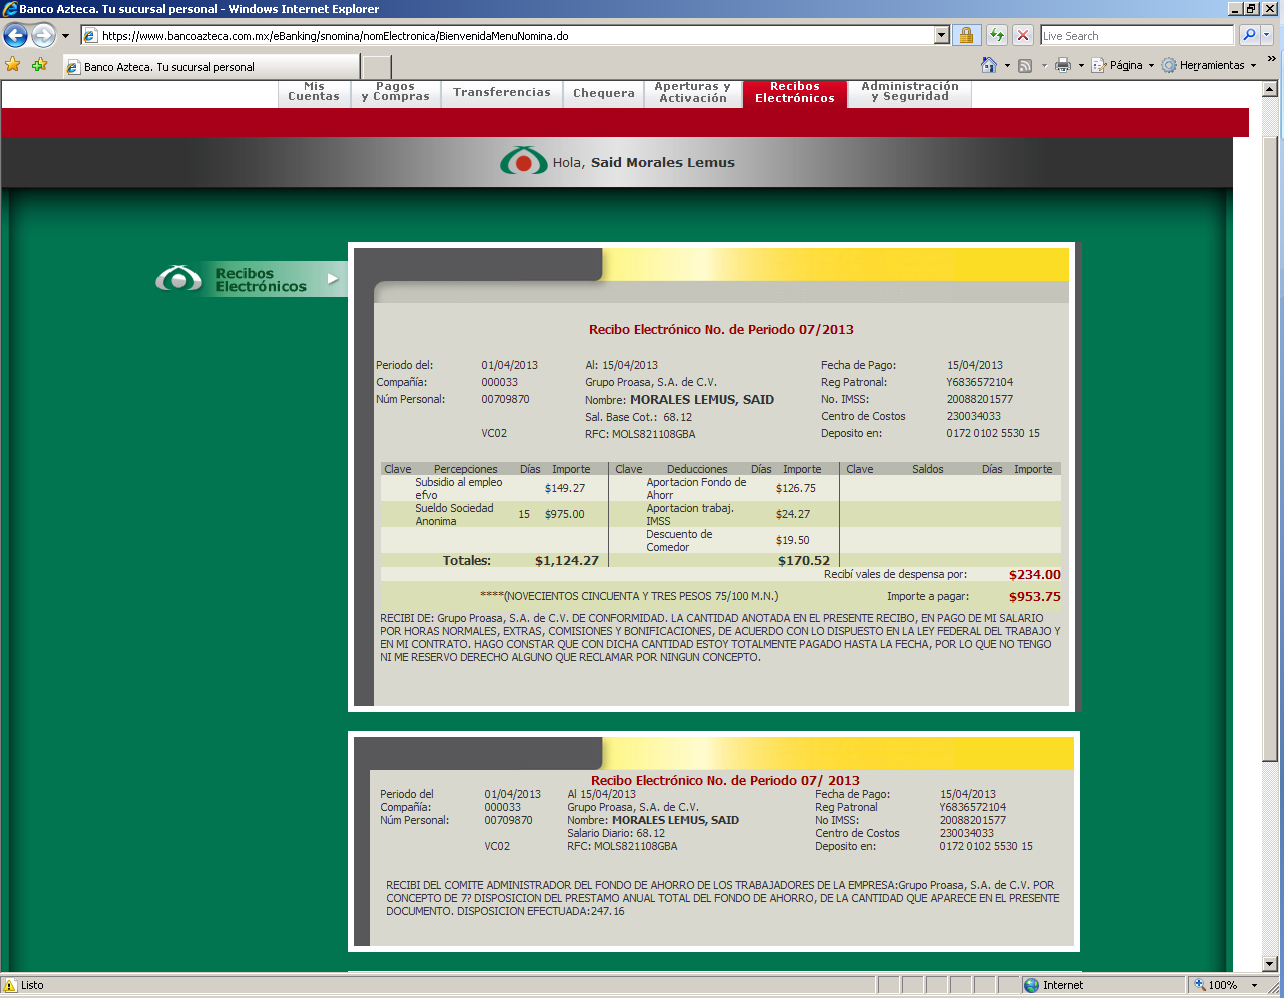 Banco Azteca. Tu sucursal personal - Windows Internet Explorer
https://www.bancoazteca.com.mx/eBanking/snomina/nomElectronica/BienvenidaMenuNomina.do
Live Search
Banco Azteca. Tu sucursal personal
Página
Herramientas
Mis Cuentas
Pagos y Compras
Transferencias
Chequera
Aperturas y Activación
Recibos Electrónicos
Administración y Seguridad
Hola, Said Morales Lemus
Recibos
Electrónicos
Recibo Electrónico No. de Periodo 07/2013
Periodo del: 01/04/2013 Al: 15/04/2013 Fecha de Pago: 15/04/2013
Compañía: 000033 Grupo Proasa, S.A. de C.V. Reg Patronal: Y6836572104
Núm Personal: 00709870 Nombre: MORALES LEMUS, SAID No. IMSS: 20088201577
Sal. Base Cot.: 68.12 Centro de Costos 230034033
VC02 RFC: MOLS821108GBA Deposito en: 0172 0102 5530 15
Clave Percepciones Días Importe Clave Deducciones Días Importe Clave Saldos Días Importe
Subsidio al empleo efvo $149.27 Aportacion Fondo de Ahorr $126.75
Sueldo Sociedad Anonima 15 $975.00 Aportacion trabaj. IMSS $24.27
Descuento de Comedor $19.50
Totales: $1,124.27 $170.52
Recibí vales de despensa por: $234.00
****(NOVECIENTOS CINCUENTA Y TRES PESOS 75/100 M.N.) Importe a pagar: $953.75
RECIBI DE: Grupo Proasa, S.A. de C.V. DE CONFORMIDAD. LA CANTIDAD ANOTADA EN EL PRESENTE RECIBO, EN PAGO DE MI SALARIO
POR HORAS NORMALES, EXTRAS, COMISIONES Y BONIFICACIONES, DE ACUERDO CON LO DISPUESTO EN LA LEY FEDERAL DEL TRABAJO Y
EN MI CONTRATO. HAGO CONSTAR QUE CON DICHA CANTIDAD ESTOY TOTALMENTE PAGADO HASTA LA FECHA, POR LO QUE NO TENGO
NI ME RESERVO DERECHO ALGUNO QUE RECLAMAR POR NINGUN CONCEPTO.
Recibo Electrónico No. de Periodo 07/ 2013
Periodo del 01/04/2013 Al 15/04/2013 Fecha de Pago: 15/04/2013
Compañía: 000033 Grupo Proasa, S.A. de C.V. Reg Patronal Y6836572104
Núm Personal: 00709870 Nombre: MORALES LEMUS, SAID No IMSS: 20088201577
Salario Diario: 68.12 Centro de Costos 230034033
VC02 RFC: MOLS821108GBA Deposito en: 0172 0102 5530 15
RECIBI DEL COMITE ADMINISTRADOR DEL FONDO DE AHORRO DE LOS TRABAJADORES DE LA EMPRESA:Grupo Proasa, S.A. de C.V. POR
CONCEPTO DE 7? DISPOSICION DEL PRESTAMO ANUAL TOTAL DEL FONDO DE AHORRO, DE LA CANTIDAD QUE APARECE EN EL PRESENTE
DOCUMENTO. DISPOSICION EFECTUADA:247.16
Listo
Internet
100%